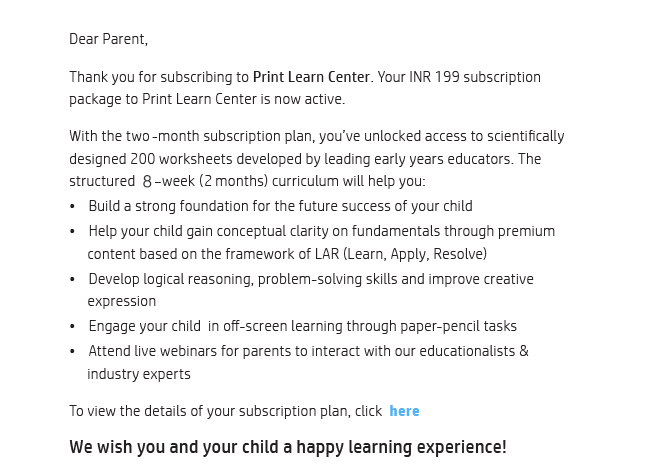 Dear Parent,
Thank you for subscribing to Print Learn Center. Your INR 199 subscription
package to Print Learn Center is now active.
With the two-month subscription plan, you've unlocked access to scientifically
designed 200 worksheets developed by leading early years educators. The
structured 8-week (2 months) curriculum will help you:
• Build a strong foundation for the future success of your child
• Help your child gain conceptual clarity on fundamentals through premium
content based on the framework of LAR (Learn, Apply, Resolve)
• Develop logical reasoning, problem-solving skills and improve creative
expression
• Engage your child in off-screen learning through paper-pencil tasks
• Attend live webinars for parents to interact with our educationalists &
industry experts
To view the details of your subscription plan, click here
We wish you and your child a happy learning experience!